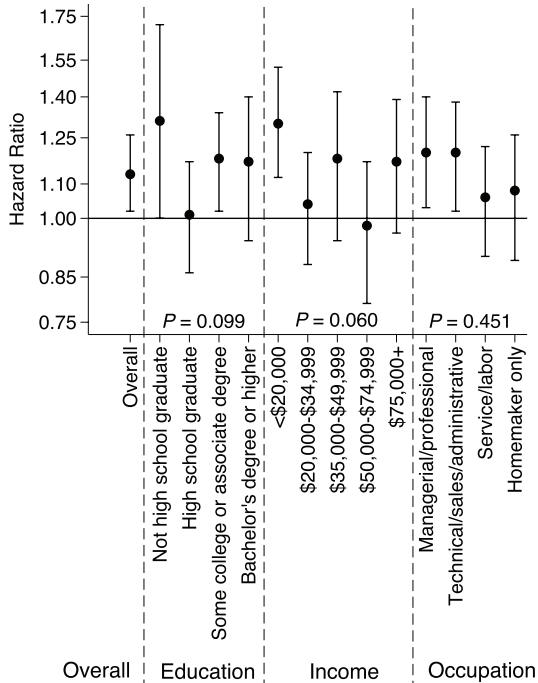 Hazard Ratio
1.75
1.55
1.40
1.25
1.10
1.00
0.85
0.75
P = 0.099
P = 0.060
P = 0.451
Overall
Not high school graduate
High school graduate
Some college or associate degree
Bachelor's degree or higher
<$20,000
$20,000-$34,999
$35,000-$49,999
$50,000-$74,999
$75,000+
Managerial/professional
Technical/sales/administrative
Service/labor
Homemaker only
Overall
Education
Income
Occupation